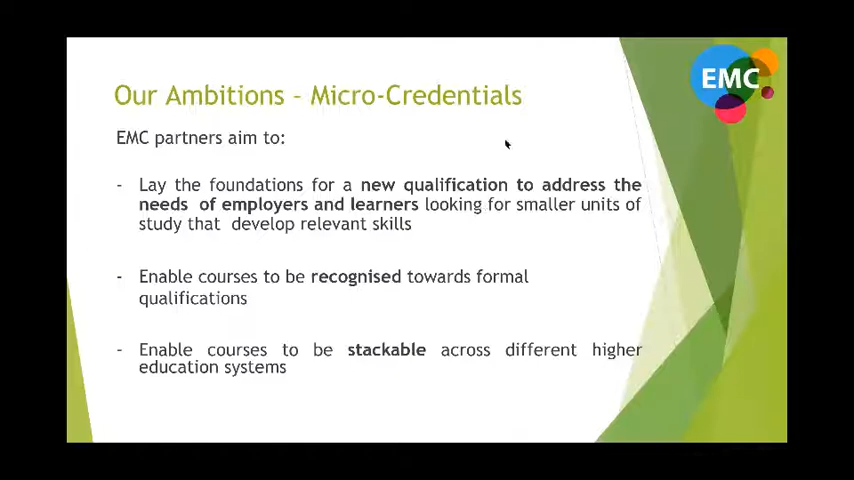 EMC
Our Ambitions – Micro-Credentials
EMC partners aim to:
- Lay the foundations for a new qualification to address the
needs of employers and learners looking for smaller units of
study that develop relevant skills
- Enable courses to be recognised towards formal
qualifications
- Enable courses to be stackable across different higher
education systems